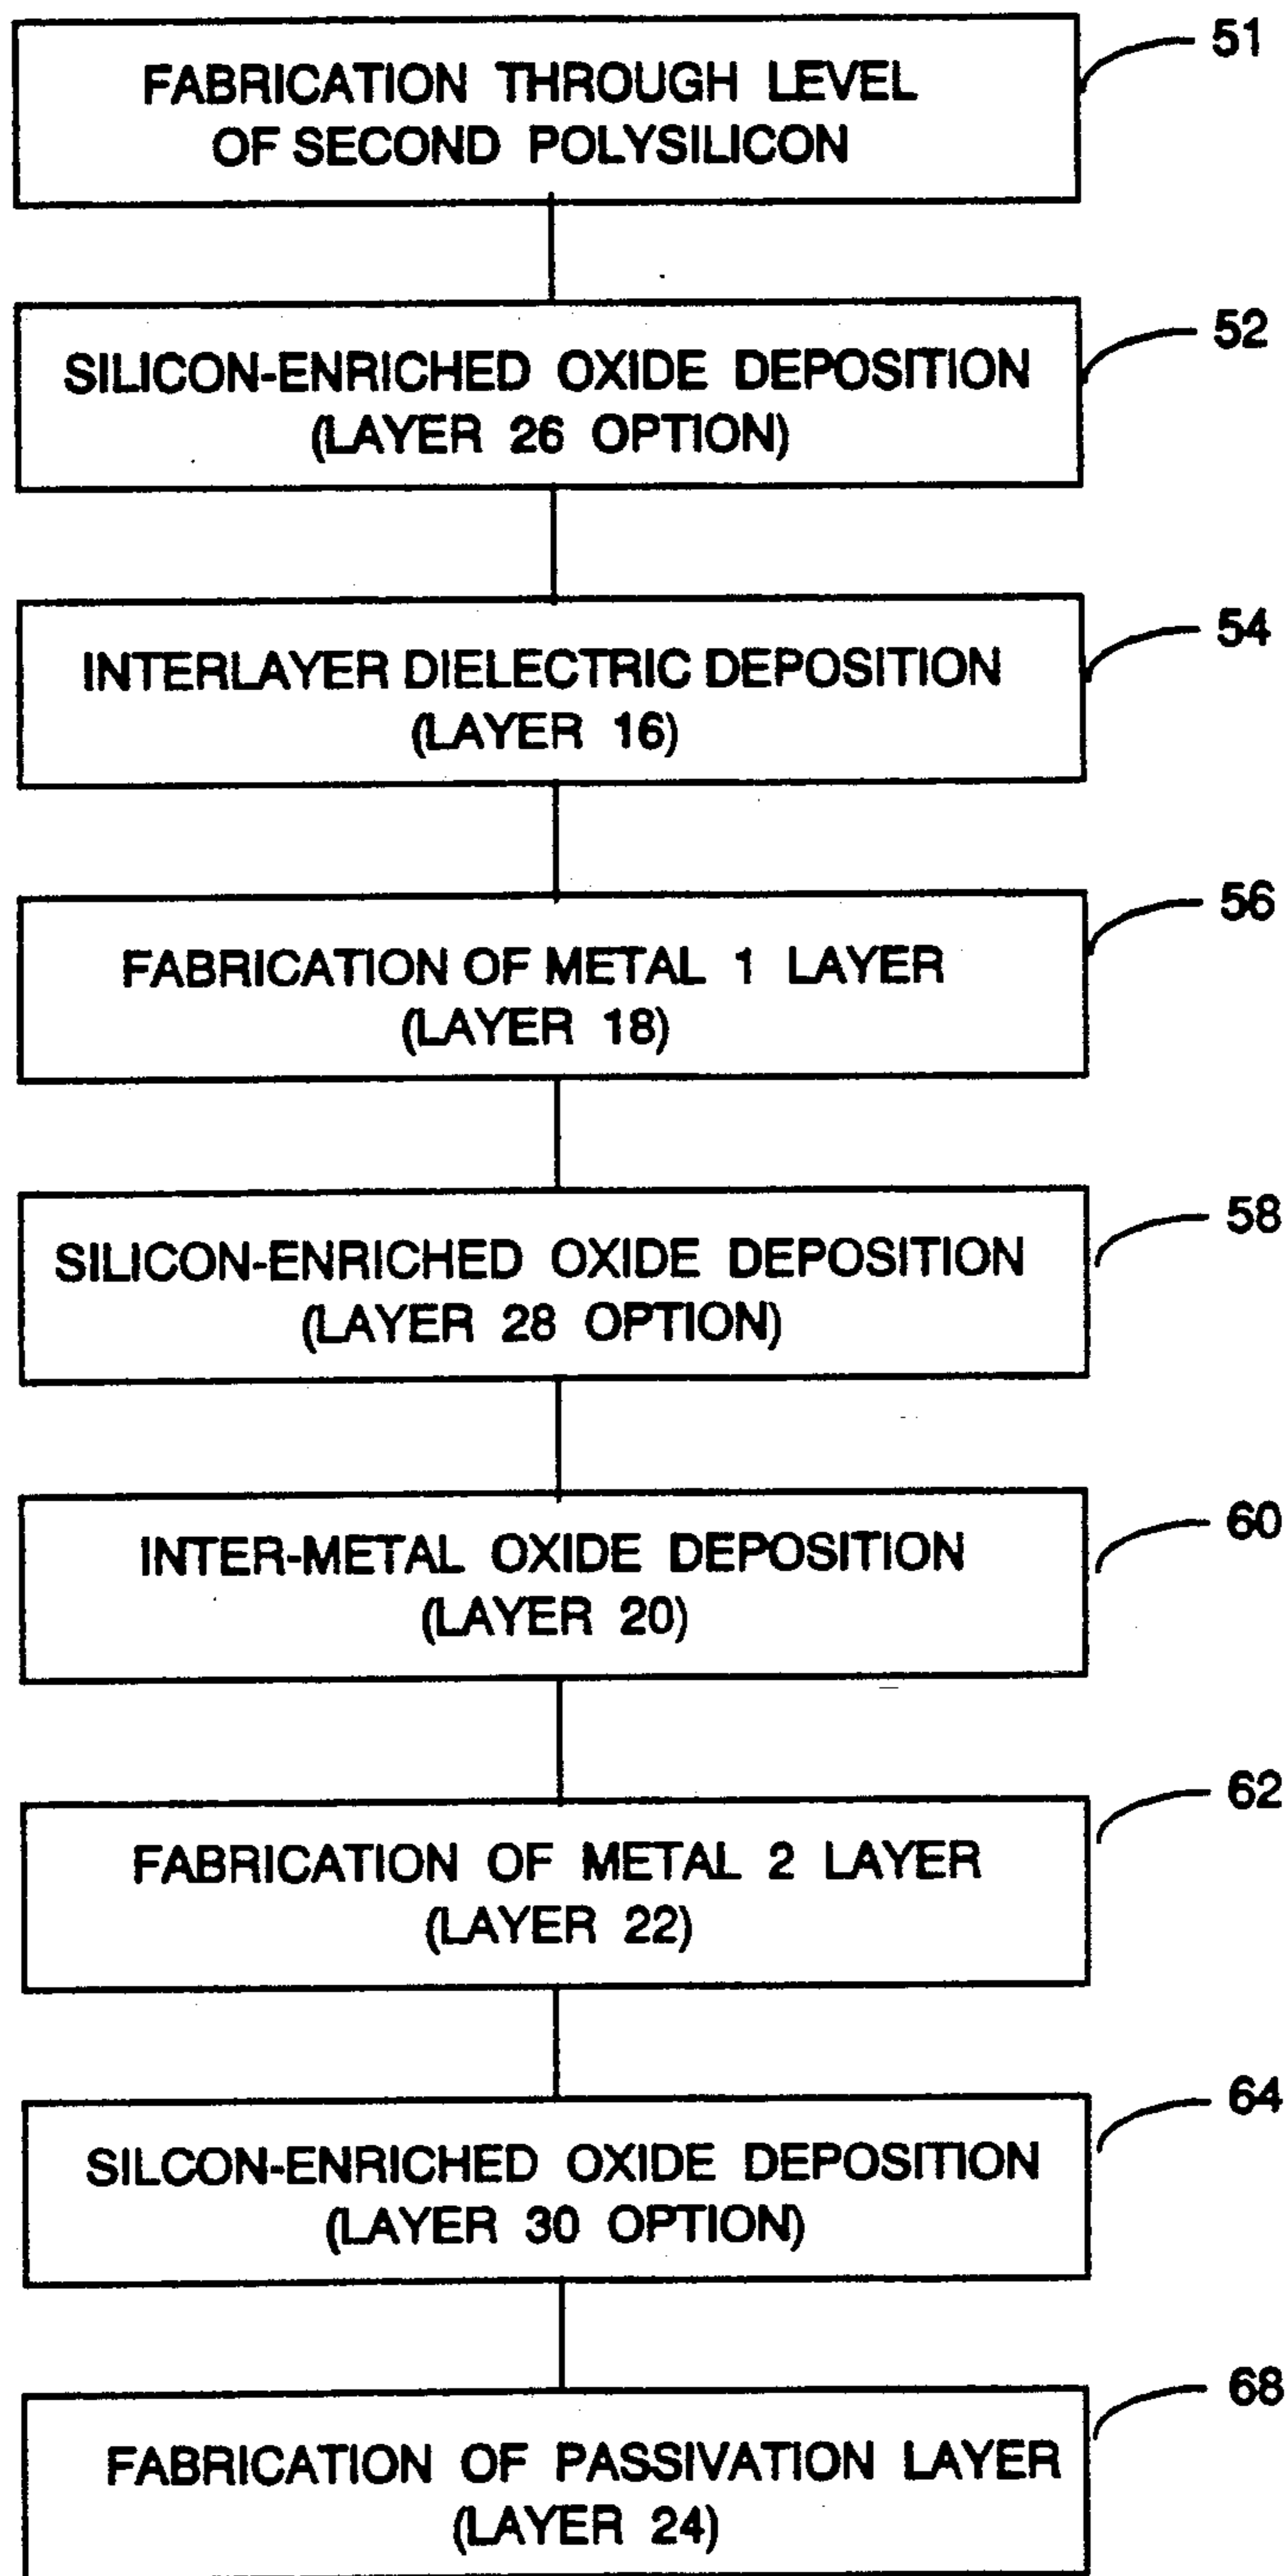 FABRICATION THROUGH LEVEL
OF SECOND POLYSILICON
51
SILICON-ENRICHED OXIDE DEPOSITION
(LAYER 26 OPTION)
52
INTERLAYER DIELECTRIC DEPOSITION
(LAYER 16)
54
FABRICATION OF METAL 1 LAYER
(LAYER 18)
56
SILICON-ENRICHED OXIDE DEPOSITION
(LAYER 28 OPTION)
58
INTER-METAL OXIDE DEPOSITION
(LAYER 20)
60
FABRICATION OF METAL 2 LAYER
(LAYER 22)
62
SILCON-ENRICHED OXIDE DEPOSITION
(LAYER 30 OPTION)
64
FABRICATION OF PASSIVATION LAYER
(LAYER 24)
68